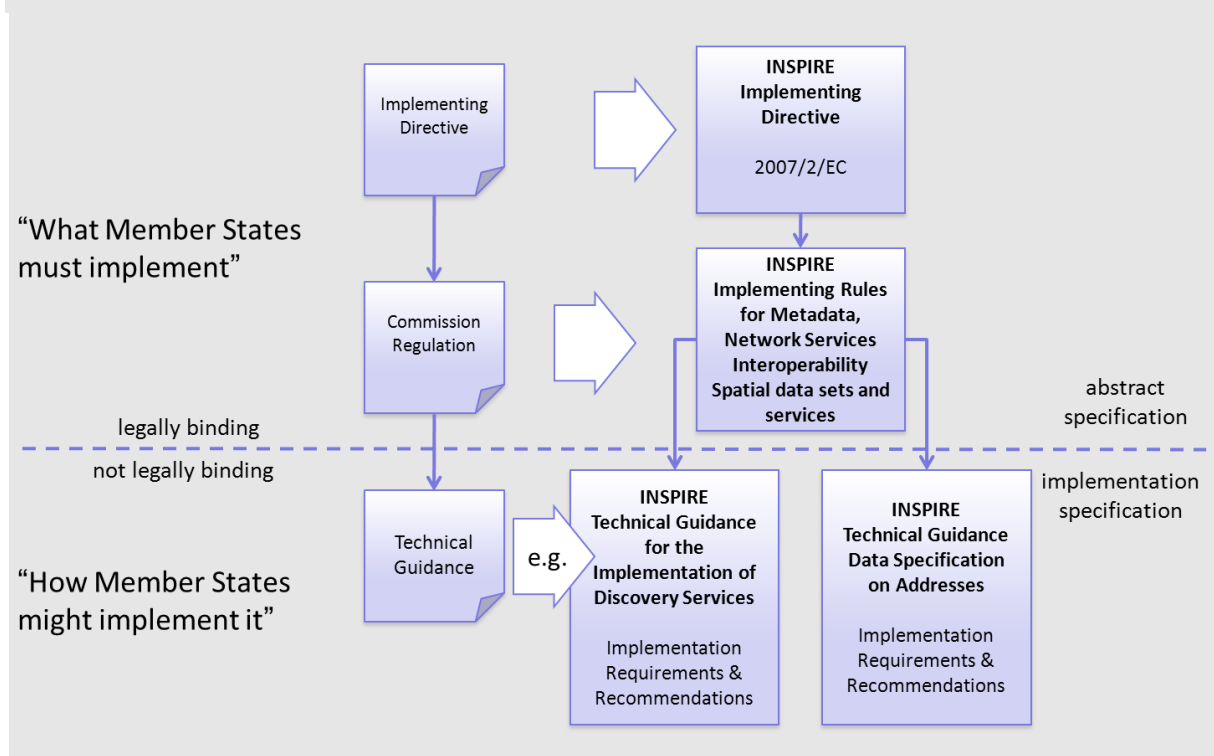 Implementing
Directive
INSPIRE
Implementing
Directive
2007/2/EC
“What Member States
must implement”
Commission
Regulation
INSPIRE
Implementing Rules
for Metadata,
Network Services
Interoperability
Spatial data sets and
services
abstract
specification
legally binding
not legally binding
implementation
specification
Technical
Guidance
e.g.
INSPIRE
Technical Guidance
for the
Implementation of
Discovery Services
Implementation
Requirements &
Recommendations
INSPIRE
Technical Guidance
Data Specification
on Addresses
Implementation
Requirements &
Recommendations
“How Member States
might implement it”